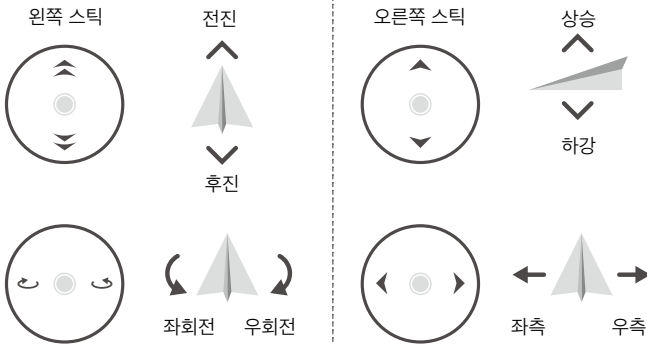 왼쪽 스틱
전진
후진
좌회전 우회전
오른쪽 스틱
상승
하강
좌측 우측